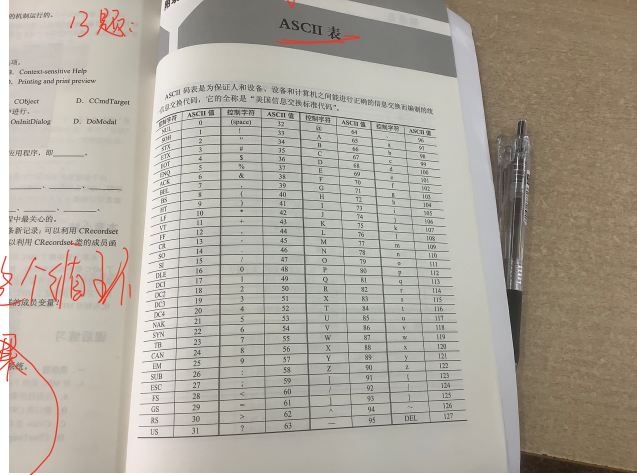 的机制运行的。
13题:
项。
B. Context-sensitive Help
D. Printing and print preview
CObject D. CCmdTarget
中进行。
OnInitDialog D. DoModal
应用程序，即______。
程中最关心的。
条新记录；可以利用 CRecordset
以利用 CRecordset 类的成员函
个值
的成员变量？
系统。
ASCII 表
ASCII 码表是为保证人和设备、设备和计算机之间能进行正确的信息交换而编制的统
一信息交换代码，它的全称是“美国信息交换标准代码”。
控制字符 ASCII 值 控制字符 ASCII 值 控制字符 ASCII 值 控制字符 ASCII 值
NUL 0 (space) 32 @ 64 、 96
SOH 1 ! 33 A 65 a 97
STX 2 " 34 B 66 b 98
ETX 3 # 35 C 67 c 99
EOT 4 $ 36 D 68 d 100
ENQ 5 % 37 E 69 e 101
ACK 6 & 38 F 70 f 102
BEL 7 , 39 G 71 g 103
BS 8 ( 40 H 72 h 104
HT 9 ) 41 I 73 i 105
LF 10 * 42 J 74 j 106
VT 11 + 43 K 75 k 107
FF 12 , 44 L 76 l 108
CR 13 - 45 M 77 m 109
SO 14 . 46 N 78 n 110
SI 15 / 47 O 79 o 111
DLE 16 0 48 P 80 p 112
DC1 17 1 49 Q 81 q 113
DC2 18 2 50 R 82 r 114
DC3 19 3 51 X 83 s 115
DC4 20 4 52 T 84 t 116
NAK 21 5 53 U 85 u 117
SYN 22 6 54 V 86 v 118
TB 23 7 55 W 87 w 119
CAN 24 8 56 X 88 x 120
EM 25 9 57 Y 89 y 121
SUB 26 : 58 Z 90 z 122
ESC 27 ; 59 [ 91 { 123
FS 28 < 60 / 92 | 124
GS 29 = 61 ] 93 } 125
RS 30 > 62 ^ 94 ~ 126
US 31 ? 63 — 95 DEL 127